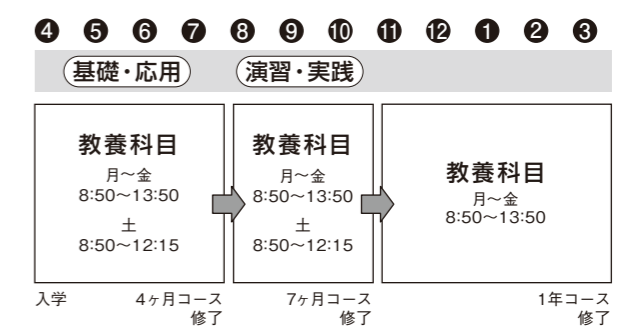 ❹ ❺ ❻ ❼ ❽ ❾ ❿ ⓫ ⓬ ❶ ❷ ❸
基礎・応用 演習・実践
教養科目
月〜金
8:50〜13:50
土
8:50〜12:15
教養科目
月〜金
8:50〜13:50
土
8:50〜12:15
教養科目
月〜金
8:50〜13:50
入学
4ヶ月コース
修了
7ヶ月コース
修了
1年コース
修了